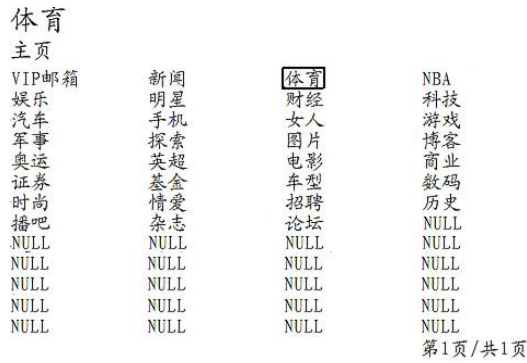 体育
主页
VIP邮箱 新闻 体育 NBA
娱乐 明星 财经 科技
汽车 手机 女人 游戏
军事 探索 图片 博客
奥运 英超 电影 商业
证券 基金 车型 数码
时尚 情爱 招聘 历史
播吧 杂志 论坛 NULL
NULL NULL NULL NULL
NULL NULL NULL NULL
NULL NULL NULL NULL
NULL NULL NULL NULL
NULL NULL NULL NULL
第1页/共1页